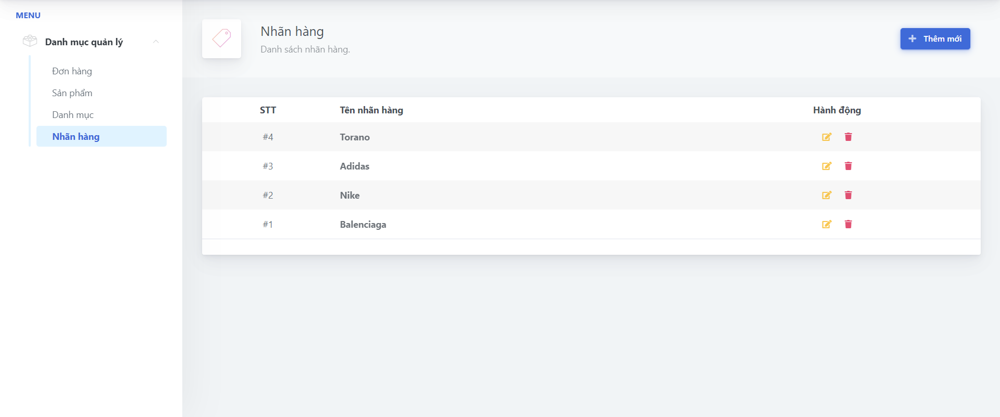 MENU
Danh mục quản lý
Đơn hàng
Sản phẩm
Danh mục
Nhãn hàng
Nhãn hàng
Danh sách nhãn hàng.
Thêm mới
STT Tên nhãn hàng Hành động
#4 Torano
#3 Adidas
#2 Nike
#1 Balenciaga